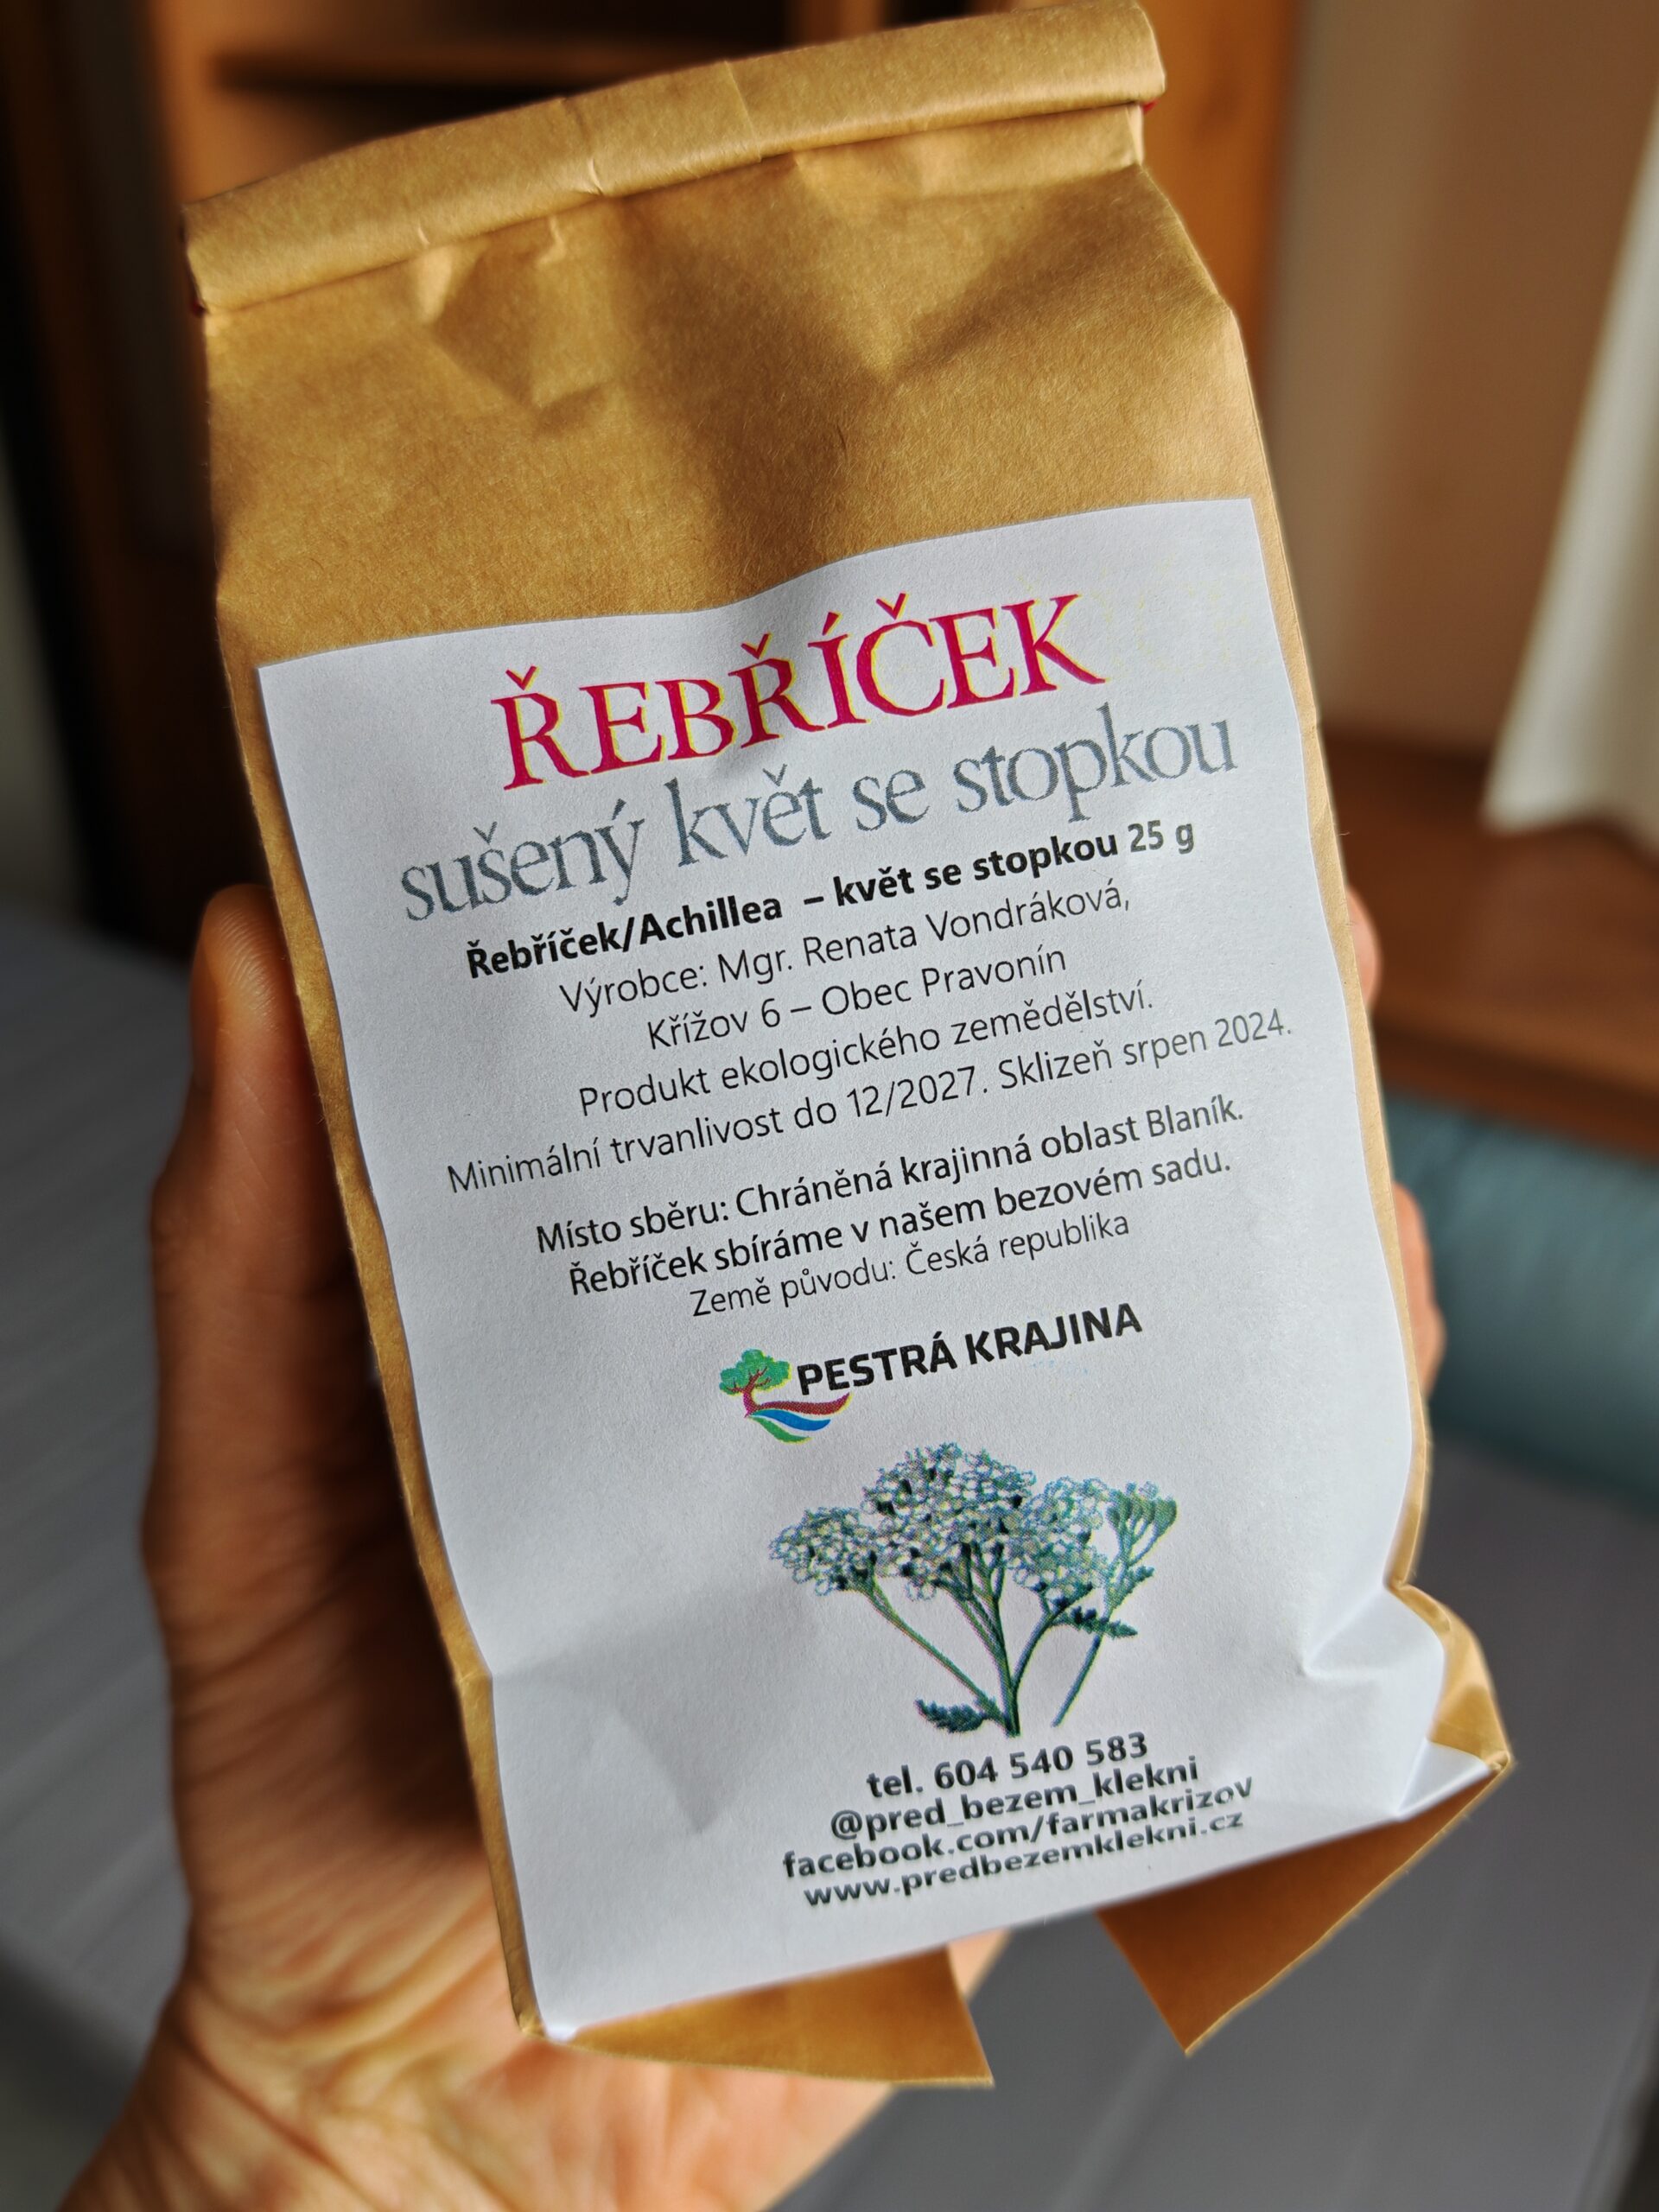 ŘEBŘÍČEK
sušený květ se stopkou
Řebříček/Achillea – květ se stopkou 25 g
Výrobce: Mgr. Renata Vondráková,
Křížov 6 – Obec Pravonín
Produkt ekologického zemědělství.
Minimální trvanlivost do 12/2027. Sklizeň srpen 2024.
Místo sběru: Chráněná krajinná oblast Blaník.
Řebříček sbíráme v našem bezovém sadu.
Země původu: Česká republika
PESTRÁ KRAJINA
tel. 604 540 583
@pred_bezem_klekni
facebook.com/farmakrizov
www.predbezemklekni.cz